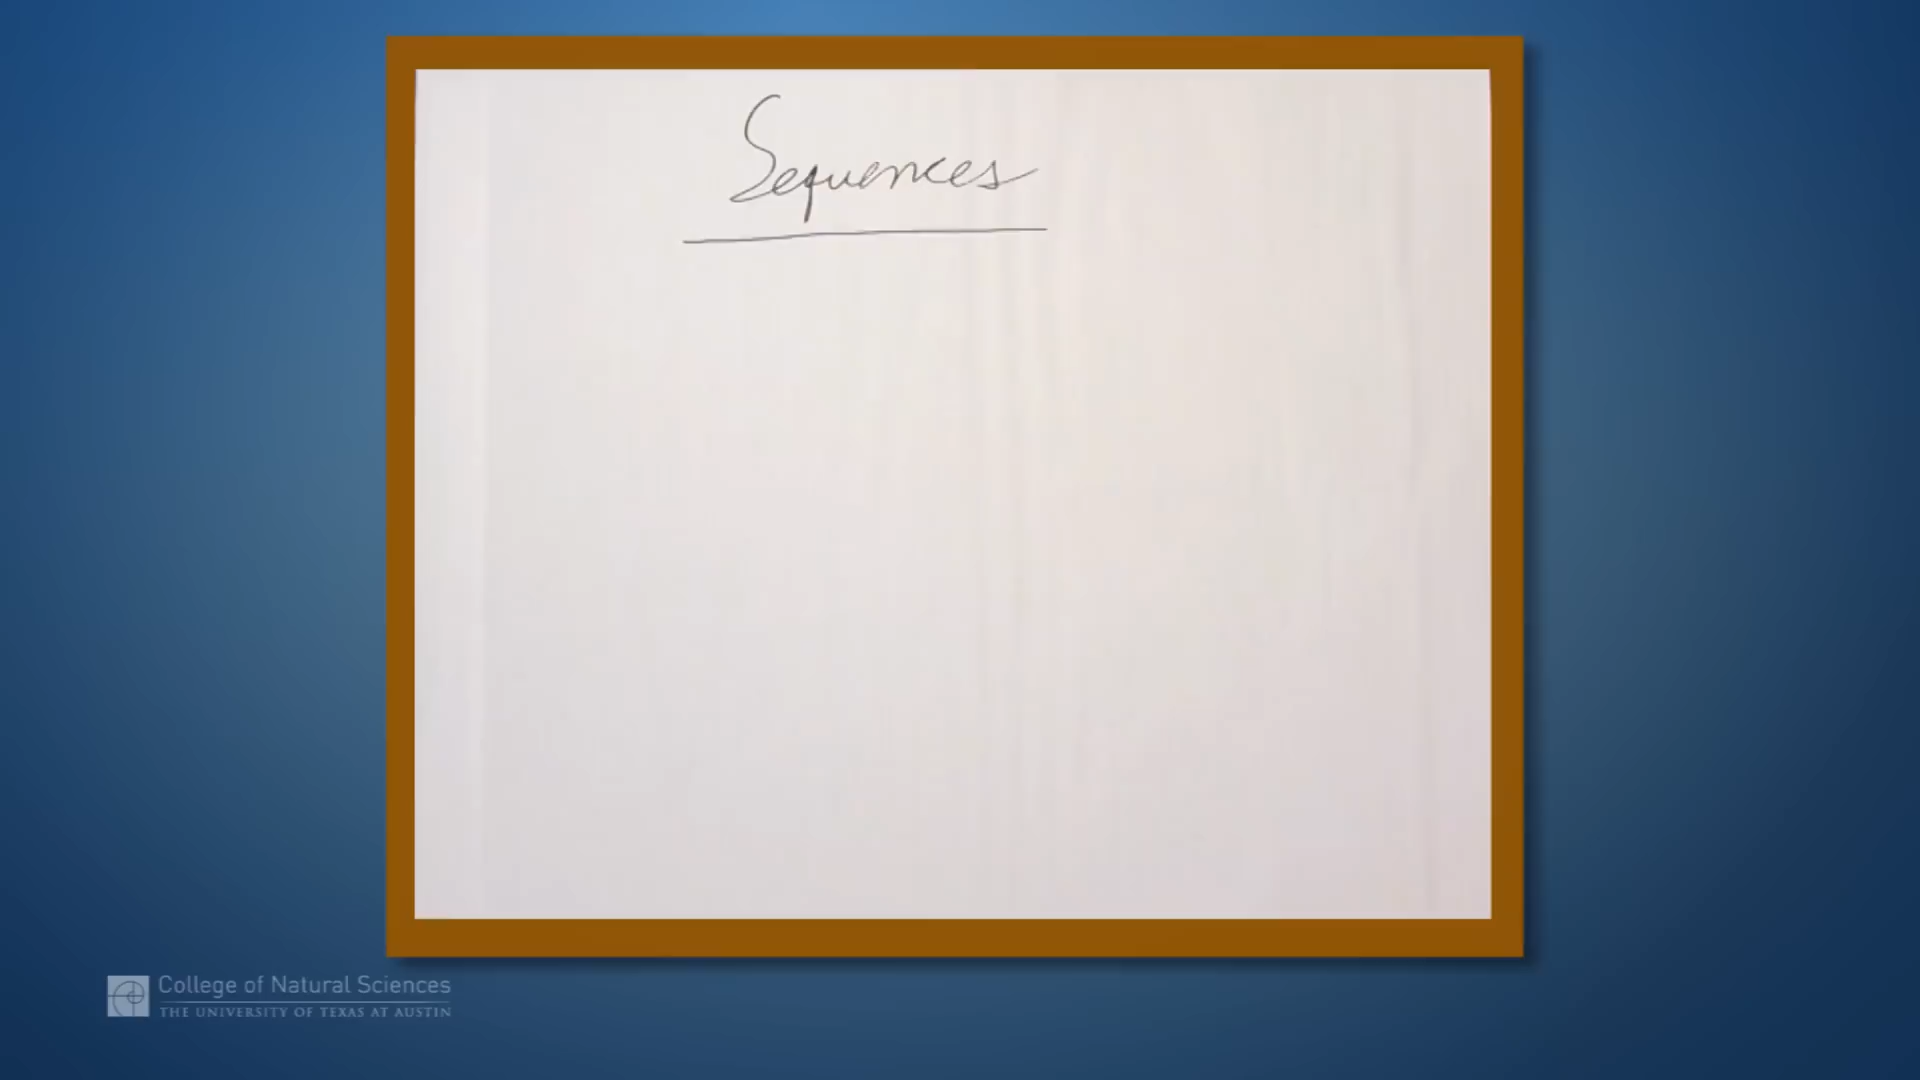 Sequences
College of Natural Sciences
THE UNIVERSITY OF TEXAS AT AUSTIN